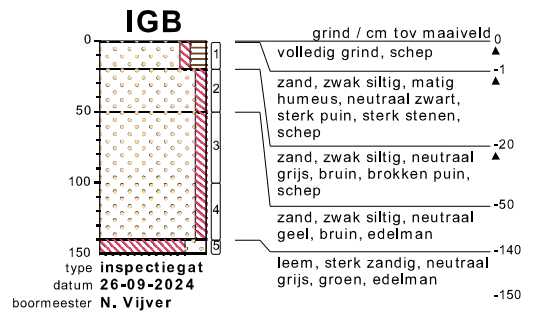 IGB
grind / cm tov maaiveld
0
0
volledig grind, schep
-1
zand, zwak siltig, matig
humeus, neutraal zwart,
sterk puin, sterk stenen,
schep
-20
zand, zwak siltig, neutraal
grijs, bruin, brokken puin,
schep
-50
zand, zwak siltig, neutraal
geel, bruin, edelman
-140
leem, sterk zandig, neutraal
grijs, groen, edelman
-150
1
2
50
3
100
4
5
150
type inspectiegat
datum 26-09-2024
boormeester N. Vijver